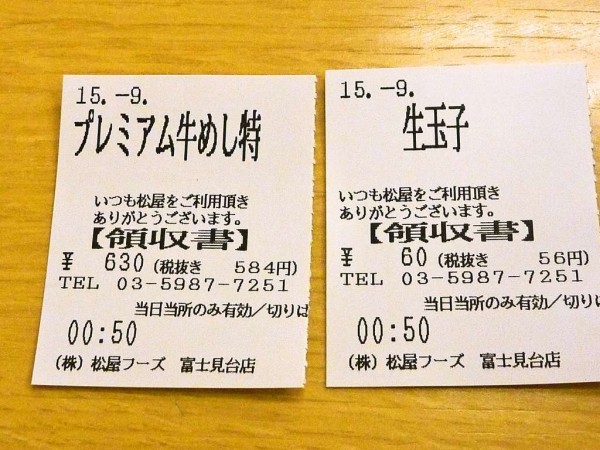 15. -9.
プレミアム牛めし特
いつも松屋をご利用頂き
ありがとうございます。
【領収書】
¥ 630 (税抜き 584円)
TEL 03-5987-7251
当日当所のみ有効/切りは
00:50
(株) 松屋フーズ 富士見台店
15. -9.
生玉子
いつも松屋をご利用頂き
ありがとうございます。
【領収書】
¥ 60 (税抜き 56円)
TEL 03-5987-7251
当日当所のみ有効/切りは
00:50
(株) 松屋フーズ 富士見台店